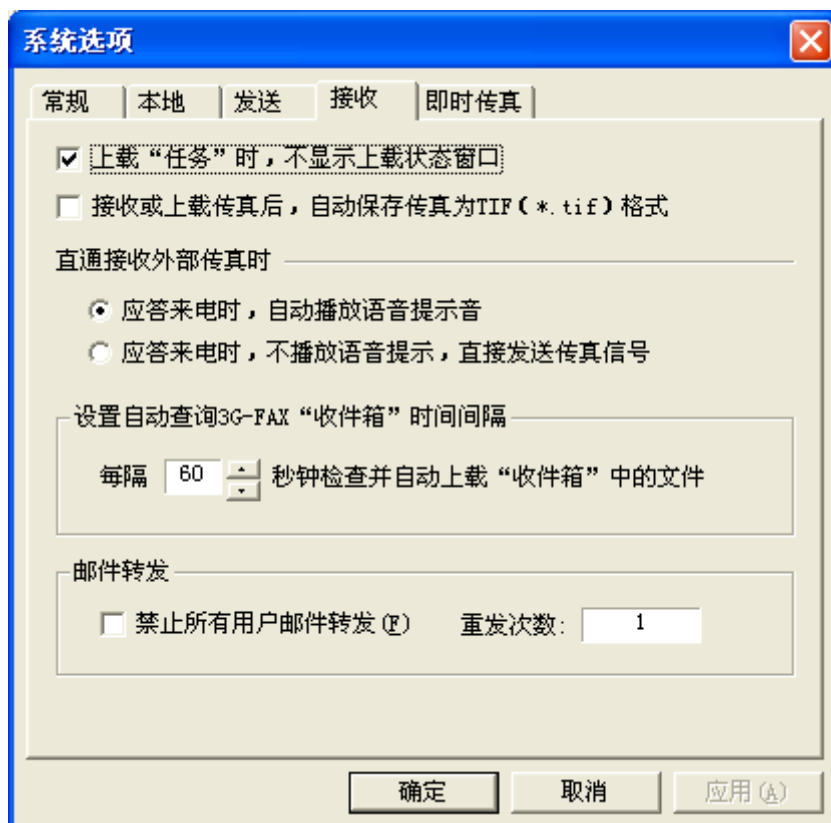 系统选项
常规 本地 发送 接收 即时传真
上载“任务”时，不显示上载状态窗口
接收或上载传真后，自动保存传真为TIF(*.tif)格式
直通接收外部传真时
应答来电时，自动播放语音提示音
应答来电时，不播放语音提示，直接发送传真信号
设置自动查询3G-FAX“收件箱”时间间隔
每隔 60 秒钟检查并自动上载“收件箱”中的文件
邮件转发
禁止所有用户邮件转发(F) 重发次数: 1
确定 取消 应用(A)